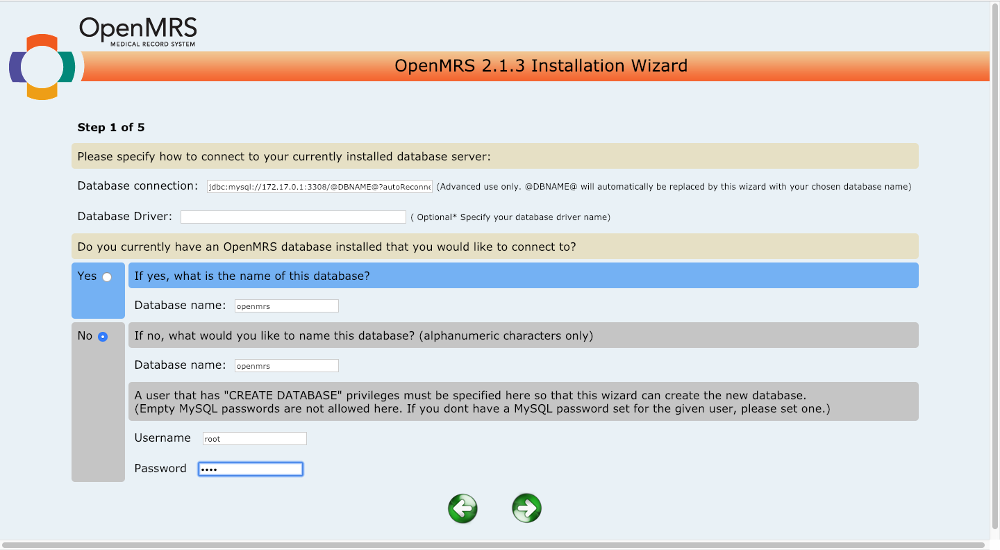 OpenMRS
MEDICAL RECORD SYSTEM
OpenMRS 2.1.3 Installation Wizard
Step 1 of 5
Please specify how to connect to your currently installed database server:
Database connection: jdbc:mysql://172.17.0.1:3308/@DBNAME@?autoReconne (Advanced use only. @DBNAME@ will automatically be replaced by this wizard with your chosen database name)
Database Driver: ( Optional* Specify your database driver name)
Do you currently have an OpenMRS database installed that you would like to connect to?
Yes If yes, what is the name of this database?
Database name: openmrs
No If no, what would you like to name this database? (alphanumeric characters only)
Database name: openmrs
A user that has "CREATE DATABASE" privileges must be specified here so that this wizard can create the new database.
(Empty MySQL passwords are not allowed here. If you dont have a MySQL password set for the given user, please set one.)
Username root
Password ••••